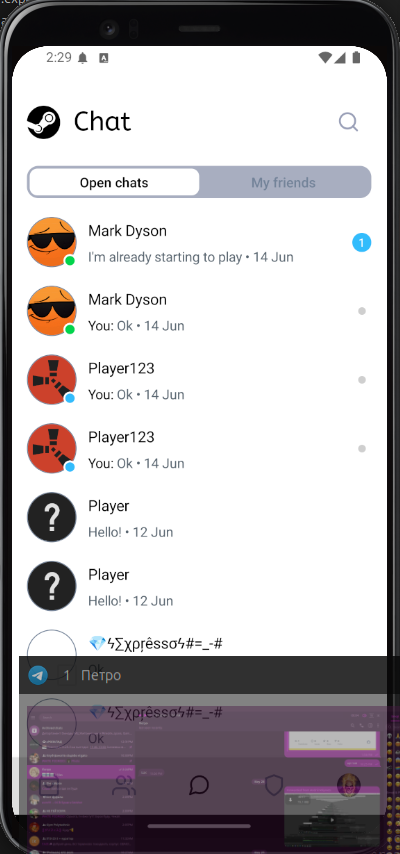 2:29
Chat
Open chats
My friends
Mark Dyson
I'm already starting to play • 14 Jun
1
Mark Dyson
You: Ok • 14 Jun
Player123
You: Ok • 14 Jun
Player123
You: Ok • 14 Jun
Player
Hello! • 12 Jun
Player
Hello! • 12 Jun
💎ϟ∑χρŗêssσϟ#=_-#
Ok
1 Петро
💎ϟ∑χρŗêssσϟ#=_-#
Ok